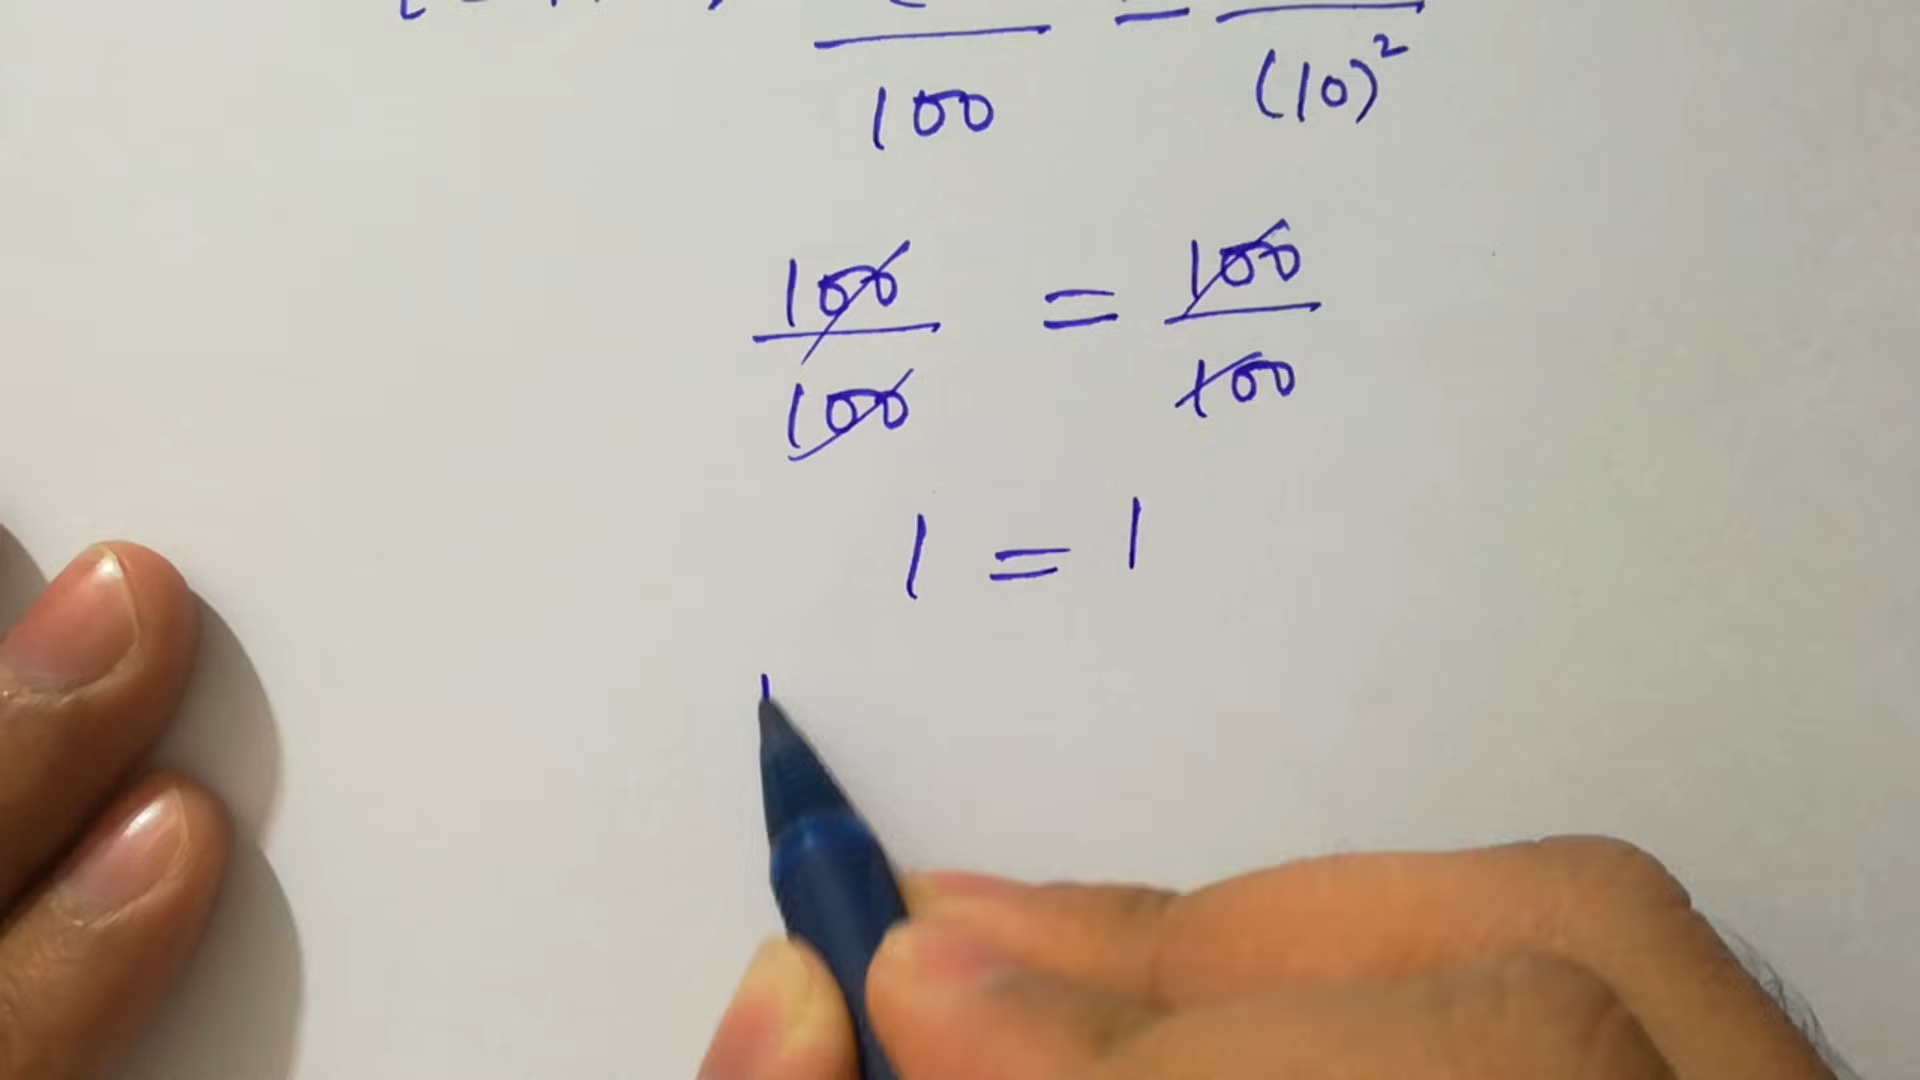 100 = (10)²
100/100 = 100/100
1 = 1